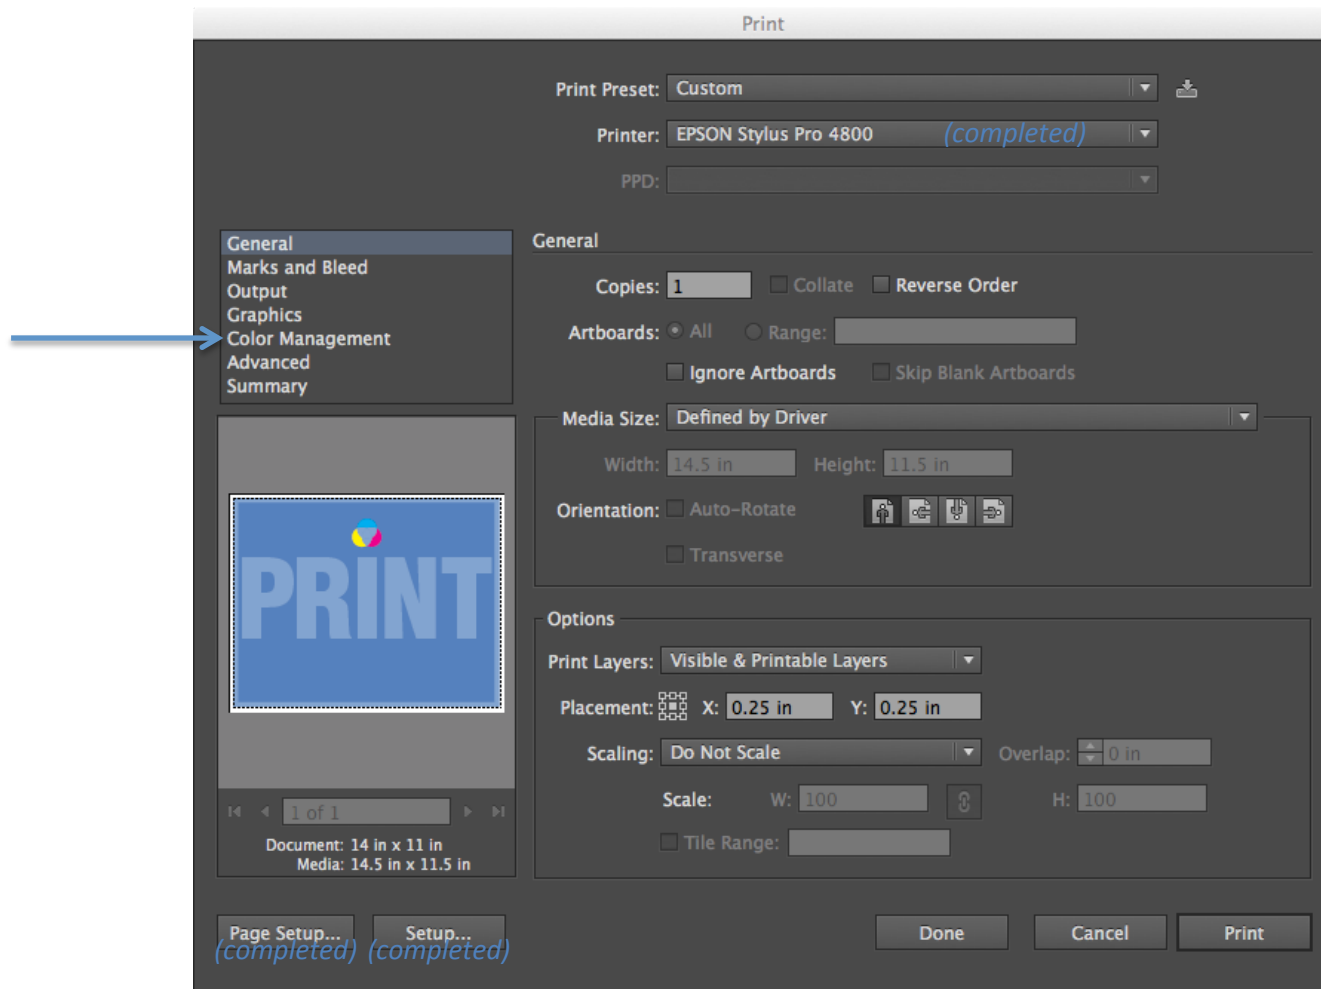 Print
Print Preset: Custom
Printer: EPSON Stylus Pro 4800 (completed)
PPD:
General
Marks and Bleed
Output
Graphics
Color Management
Advanced
Summary
General
Copies: 1 Collate Reverse Order
Artboards: All Range:
Ignore Artboards Skip Blank Artboards
Media Size: Defined by Driver
Width: 14.5 in Height: 11.5 in
Orientation: Auto-Rotate
Transverse
PRINT
Options
Print Layers: Visible & Printable Layers
Placement: X: 0.25 in Y: 0.25 in
Scaling: Do Not Scale Overlap: 0 in
Scale: W: 100 H: 100
Tile Range:
1 of 1
Document: 14 in x 11 in
Media: 14.5 in x 11.5 in
Page Setup... Setup... Done Cancel Print
(completed) (completed)